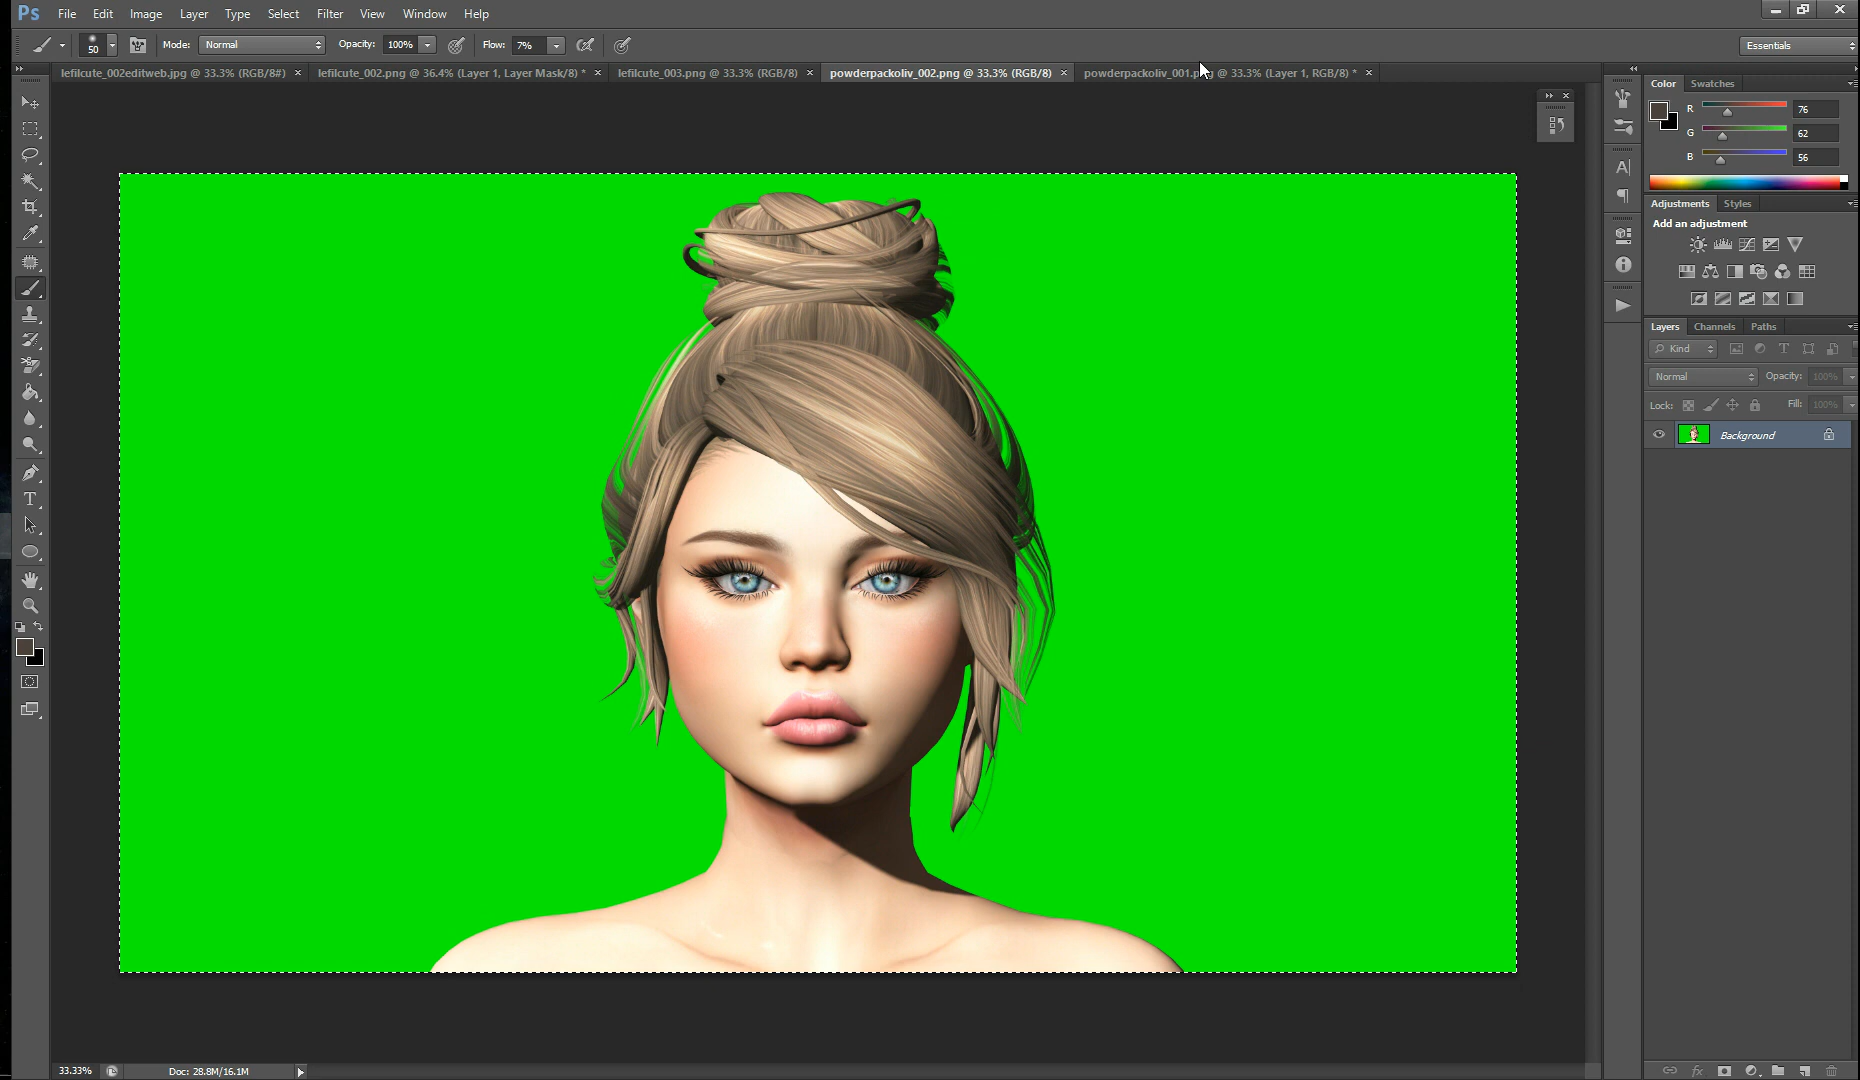 Ps File Edit Image Layer Type Select Filter View Window Help
50 Mode: Normal Opacity: 100% Flow: 7% Essentials
lefilcute_002editweb.jpg @ 33.3% (RGB/8#) lefilcute_002.png @ 36.4% (Layer 1, Layer Mask/8) * lefilcute_003.png @ 33.3% (RGB/8) powderpackoliv_002.png @ 33.3% (RGB/8) powderpackoliv_001.png @ 33.3% (Layer 1, RGB/8) *
Color Swatches
R 76
G 62
B 56
Adjustments Styles
Add an adjustment
Layers Channels Paths
Kind
Normal Opacity: 100%
Lock: Fill: 100%
Background
33.33% Doc: 28.8M/16.1M